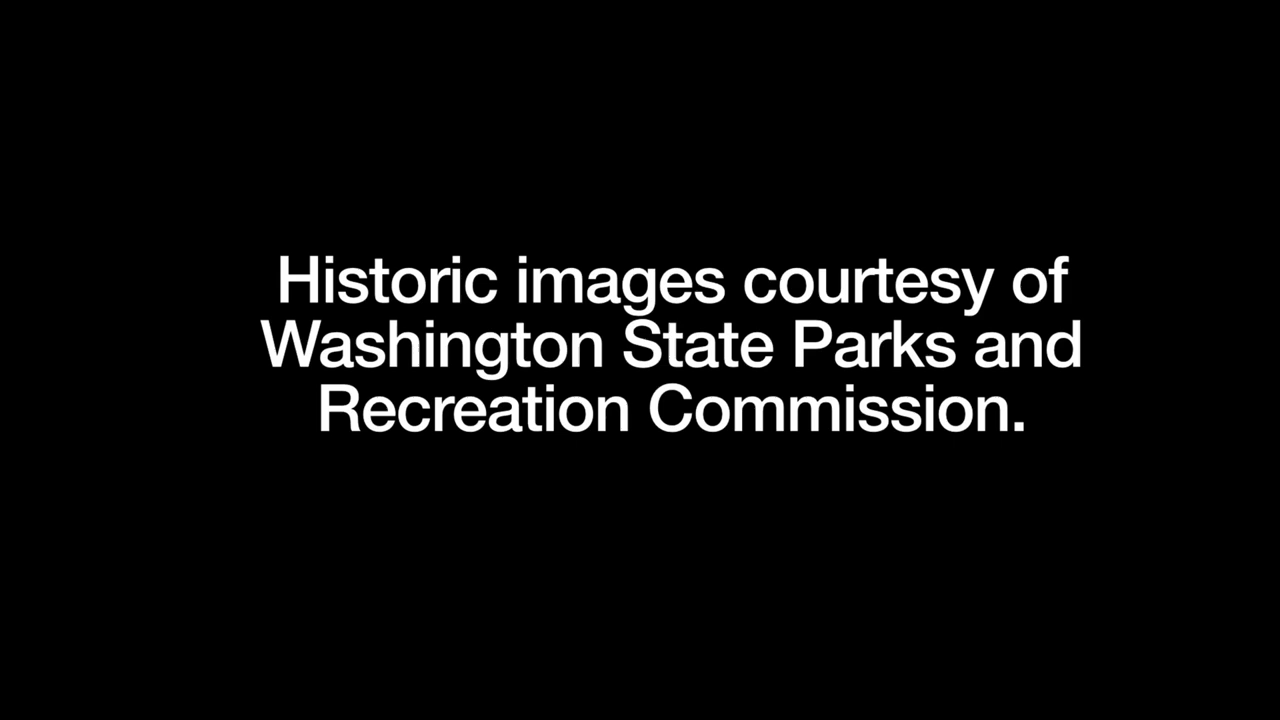 Historic images courtesy of
Washington State Parks and
Recreation Commission.